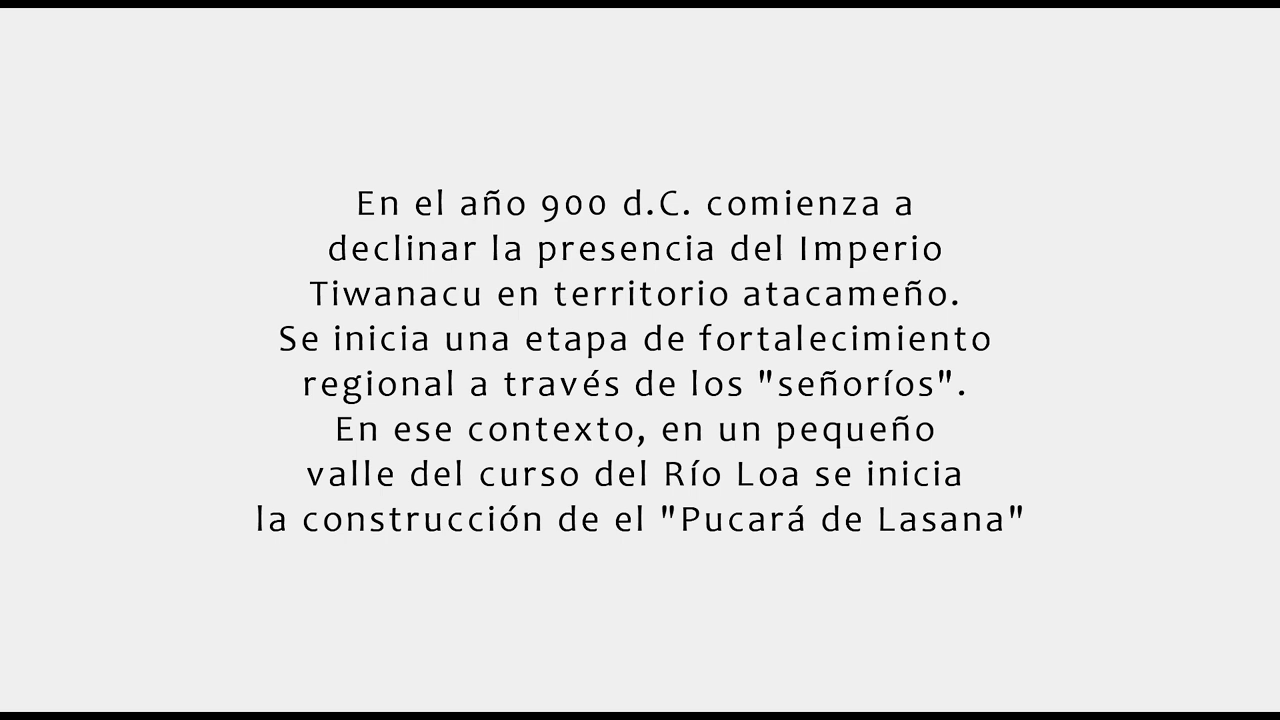 En el año 900 d.C. comienza a
declinar la presencia del Imperio
Tiwanacu en territorio atacameño.
Se inicia una etapa de fortalecimiento
regional a través de los "señoríos".
En ese contexto, en un pequeño
valle del curso del Río Loa se inicia
la construcción de el "Pucará de Lasana"